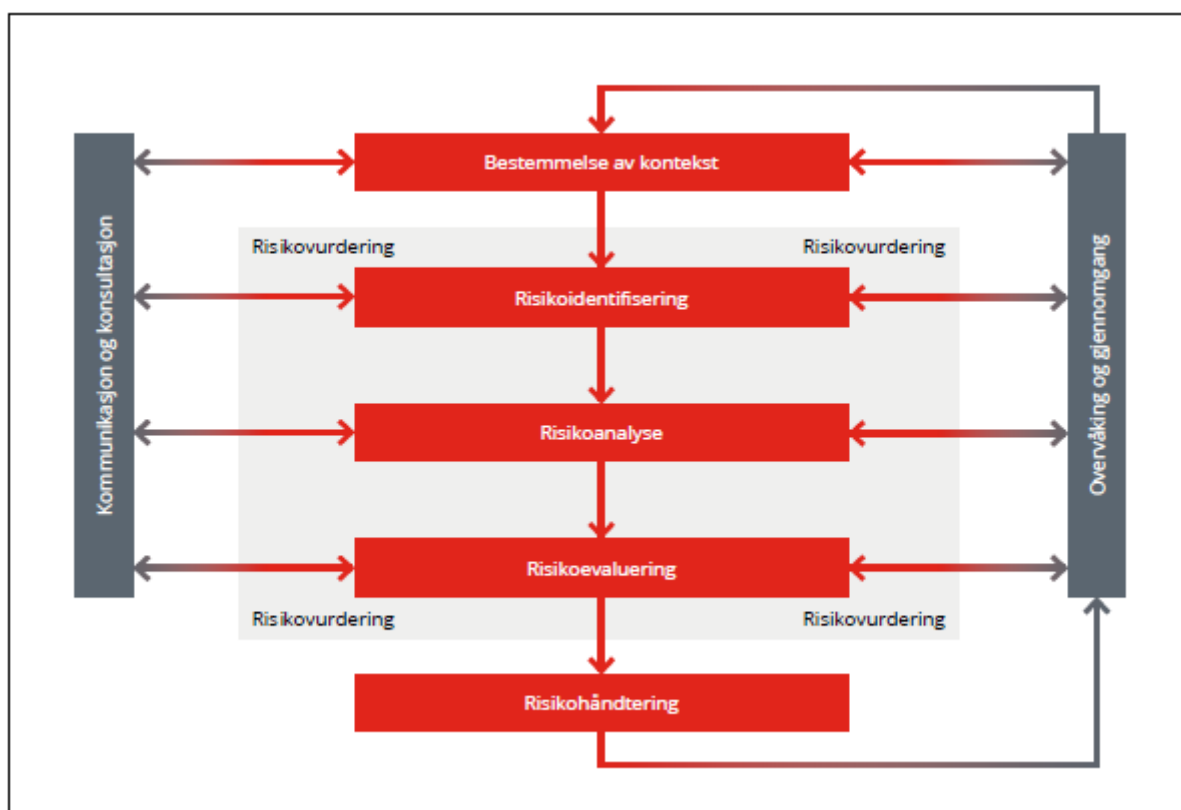 Bestemmelse av kontekst
Kommunikasjon og konsultasjon
Overvåking og gjennomgang
Risikovurdering
Risikovurdering
Risikoidentifisering
Risikoanalyse
Risikoevaluering
Risikovurdering
Risikovurdering
Risikohåndtering